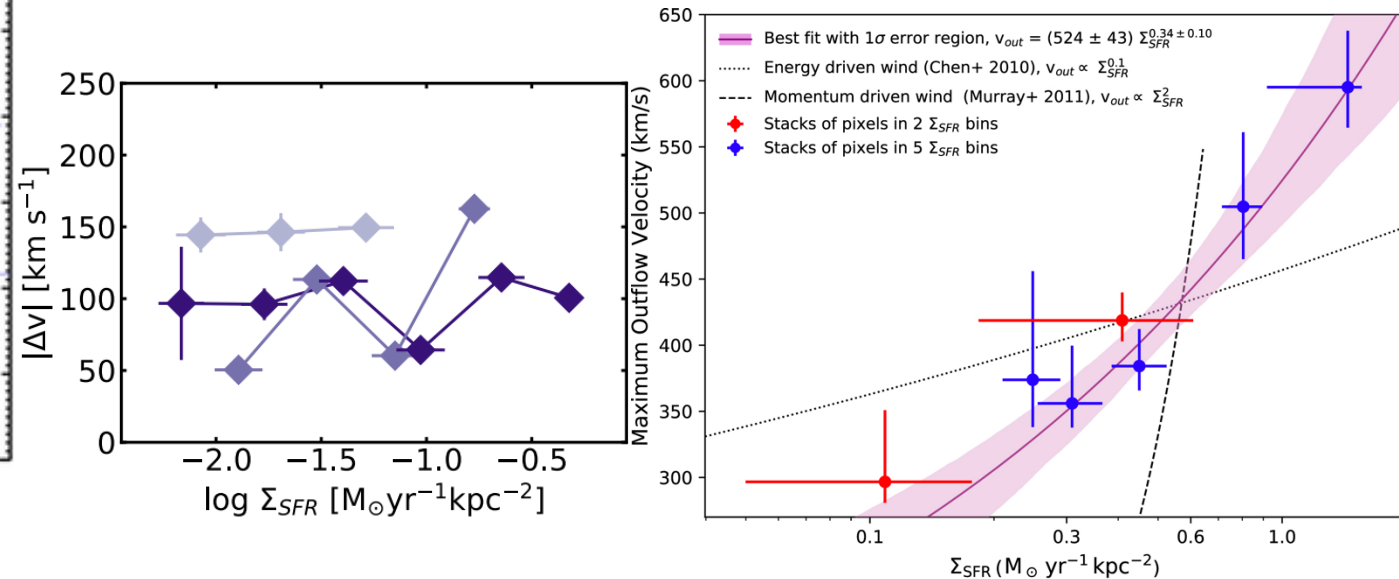 250
200
150
100
50
0
|Δv| [km s⁻¹]
−2.0 −1.5 −1.0 −0.5
log Σ_SFR [M⊙yr⁻¹kpc⁻²]
650
600
550
500
450
400
350
300
Maximum Outflow Velocity (km/s)
Best fit with 1σ error region, v_out = (524 ± 43) Σ_SFR^0.34 ± 0.10
Energy driven wind (Chen+ 2010), v_out ∝ Σ_SFR^0.1
Momentum driven wind (Murray+ 2011), v_out ∝ Σ_SFR^2
Stacks of pixels in 2 Σ_SFR bins
Stacks of pixels in 5 Σ_SFR bins
0.1 0.3 0.6 1.0
Σ_SFR (M⊙ yr⁻¹ kpc⁻²)